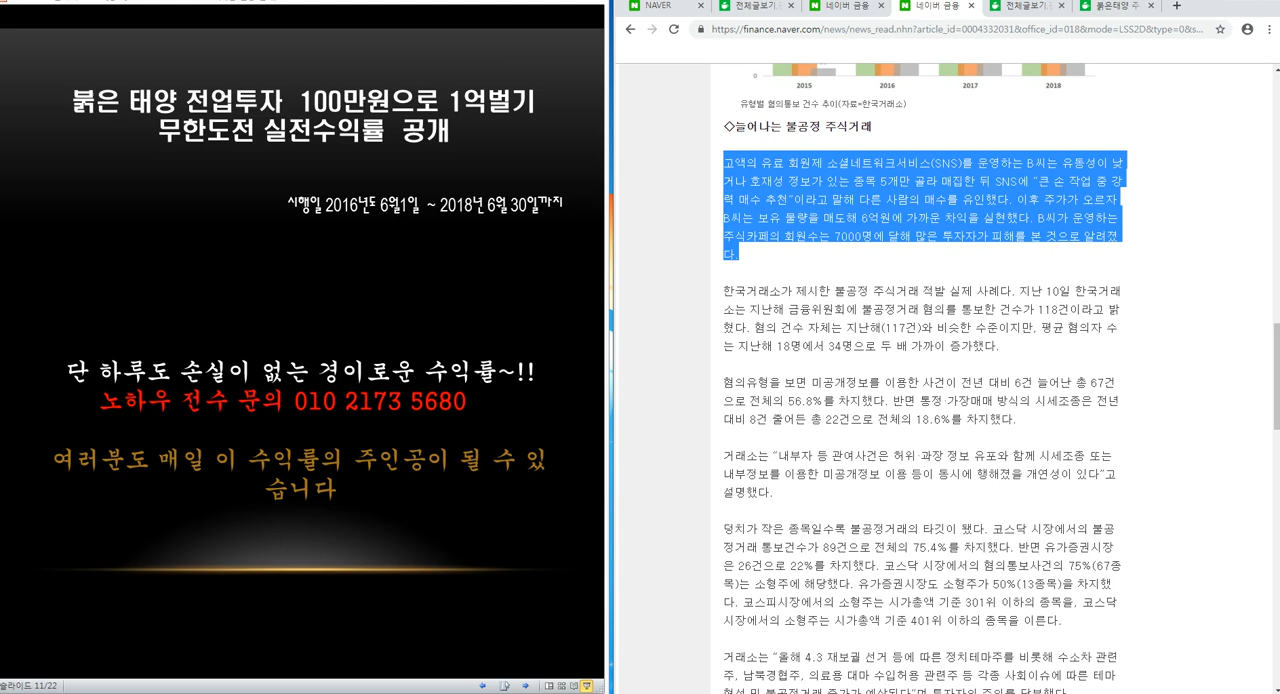 붉은 태양 전업투자 100만원으로 1억벌기
무한도전 실전수익률 공개
시행일 2016년도 6월1일 ~ 2018년 6월 30일까지
단 하루도 손실이 없는 경이로운 수익률~!!
노하우 전수 문의 010 2173 5680
여러분도 매일 이 수익률의 주인공이 될 수 있
습니다
슬라이드 11/22
NAVER
전체글보기
네이버 금융
네이버 금융
전체글보기
붉은태양 주
https://finance.naver.com/news/news_read.nhn?article_id=0004332031&office_id=018&mode=LSS2D&type=0&s...
0
2015
2016
2017
2018
유형별 혐의통보 건수 추이(자료=한국거래소)
◇늘어나는 불공정 주식거래
고액의 유료 회원제 소셜네트워크서비스(SNS)를 운영하는 B씨는 유동성이 낮
거나 호재성 정보가 있는 종목 5개만 골라 매집한 뒤 SNS에 “큰 손 작업 중 강
력 매수 추천”이라고 말해 다른 사람의 매수를 유인했다. 이후 주가가 오르자
B씨는 보유 물량을 매도해 6억원에 가까운 차익을 실현했다. B씨가 운영하는
주식카페의 회원수는 7000명에 달해 많은 투자자가 피해를 본 것으로 알려졌
다.
한국거래소가 제시한 불공정 주식거래 적발 실제 사례다. 지난 10일 한국거래
소는 지난해 금융위원회에 불공정거래 혐의를 통보한 건수가 118건이라고 밝
혔다. 혐의 건수 자체는 지난해(117건)와 비슷한 수준이지만, 평균 혐의자 수
는 지난해 18명에서 34명으로 두 배 가까이 증가했다.
혐의유형을 보면 미공개정보를 이용한 사건이 전년 대비 6건 늘어난 총 67건
으로 전체의 56.8%를 차지했다. 반면 통정·가장매매 방식의 시세조종은 전년
대비 8건 줄어든 총 22건으로 전체의 18.6%를 차지했다.
거래소는 “내부자 등 관여사건은 허위·과장 정보 유포와 함께 시세조종 또는
내부정보를 이용한 미공개정보 이용 등이 동시에 행해졌을 개연성이 있다”고
설명했다.
덩치가 작은 종목일수록 불공정거래의 타깃이 됐다. 코스닥 시장에서의 불공
정거래 통보건수가 89건으로 전체의 75.4%를 차지했다. 반면 유가증권시장
은 26건으로 22%를 차지했다. 코스닥 시장에서의 혐의통보사건의 75%(67종
목)는 소형주에 해당했다. 유가증권시장도 소형주가 50%(13종목)을 차지했
다. 코스피시장에서의 소형주는 시가총액 기준 301위 이하의 종목을, 코스닥
시장에서의 소형주는 시가총액 기준 401위 이하의 종목을 이른다.
거래소는 “올해 4.3 재보궐 선거 등에 따른 정치테마주를 비롯해 수소차 관련
주, 남북경협주, 의료용 대마 수입허용 관련주 등 각종 사회이슈에 따른 테마
형성 및 불공정거래 증가가 예상된다”며 투자자의 주의를 당부했다.